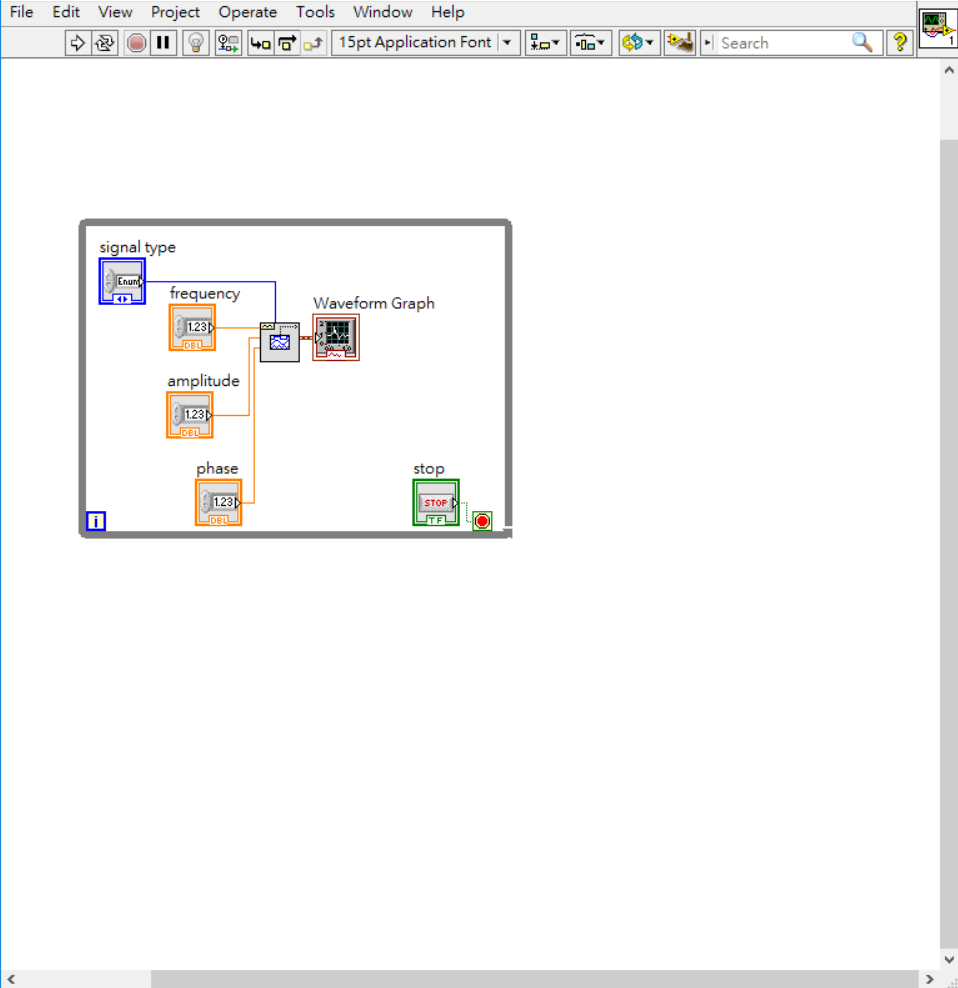 File Edit View Project Operate Tools Window Help
15pt Application Font Search ? 1
signal type
Enum
frequency
1.23
DBL
Waveform Graph
amplitude
1.23
DBL
phase
1.23
DBL
stop
STOP
TF
i